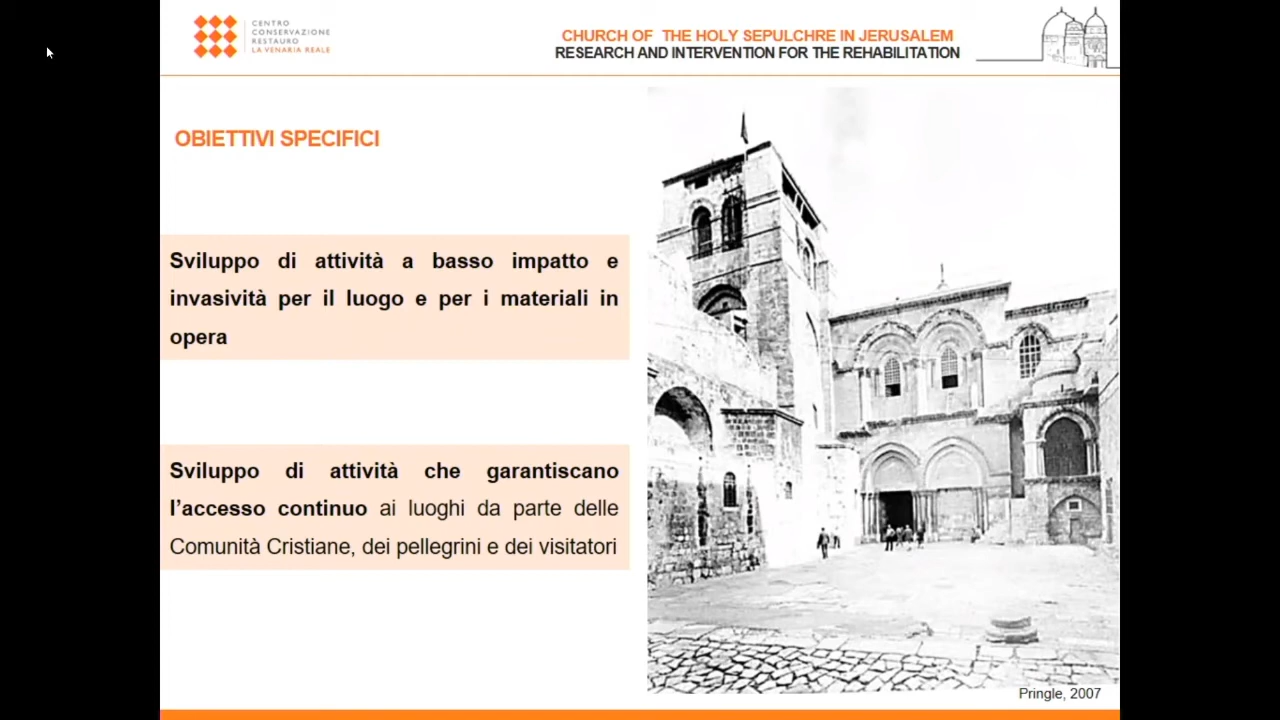 CENTRO
CONSERVAZIONE
RESTAURO
LA VENARIA REALE
CHURCH OF THE HOLY SEPULCHRE IN JERUSALEM
RESEARCH AND INTERVENTION FOR THE REHABILITATION
OBIETTIVI SPECIFICI
Sviluppo di attività a basso impatto e
invasività per il luogo e per i materiali in
opera
Sviluppo di attività che garantiscano
l’accesso continuo ai luoghi da parte delle
Comunità Cristiane, dei pellegrini e dei visitatori
Pringle, 2007